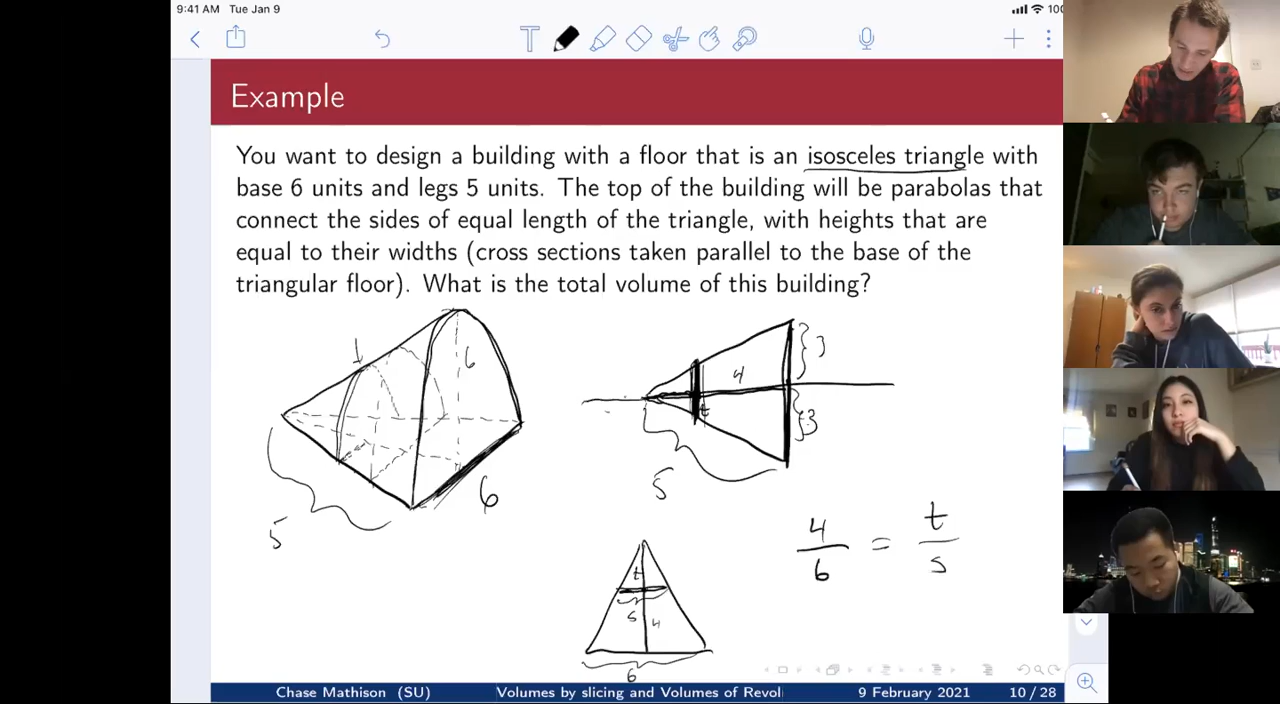 9:41 AM Tue Jan 9
Example
You want to design a building with a floor that is an isosceles triangle with
base 6 units and legs 5 units. The top of the building will be parabolas that
connect the sides of equal length of the triangle, with heights that are
equal to their widths (cross sections taken parallel to the base of the
triangular floor). What is the total volume of this building?
6
5
6
4
3
t
3
5
t
s
4
6
4/6 = t/s
Chase Mathison (SU)
Volumes by slicing and Volumes of Revol
9 February 2021
10 / 28